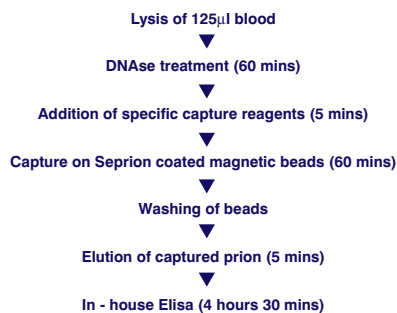 Lysis of 125µl blood
DNAse treatment (60 mins)
Addition of specific capture reagents (5 mins)
Capture on Seprion coated magnetic beads (60 mins)
Washing of beads
Elution of captured prion (5 mins)
In - house Elisa (4 hours 30 mins)